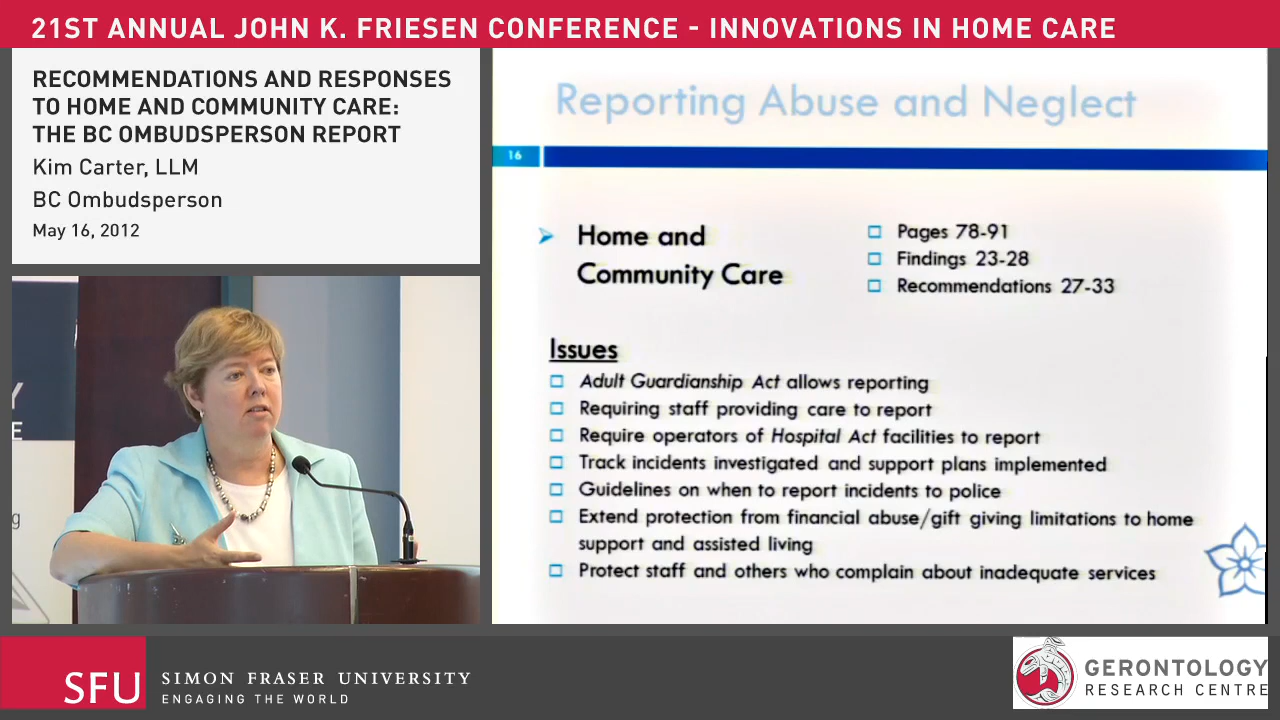 21ST ANNUAL JOHN K. FRIESEN CONFERENCE - INNOVATIONS IN HOME CARE
RECOMMENDATIONS AND RESPONSES
TO HOME AND COMMUNITY CARE:
THE BC OMBUDSPERSON REPORT
Kim Carter, LLM
BC Ombudsperson
May 16, 2012
Reporting Abuse and Neglect
16
Home and
Community Care
Pages 78-91
Findings 23-28
Recommendations 27-33
Issues
Adult Guardianship Act allows reporting
Requiring staff providing care to report
Require operators of Hospital Act facilities to report
Track incidents investigated and support plans implemented
Guidelines on when to report incidents to police
Extend protection from financial abuse/gift giving limitations to home
support and assisted living
Protect staff and others who complain about inadequate services
Y
E
g
SFU
SIMON FRASER UNIVERSITY
ENGAGING THE WORLD
GERONTOLOGY
RESEARCH CENTRE